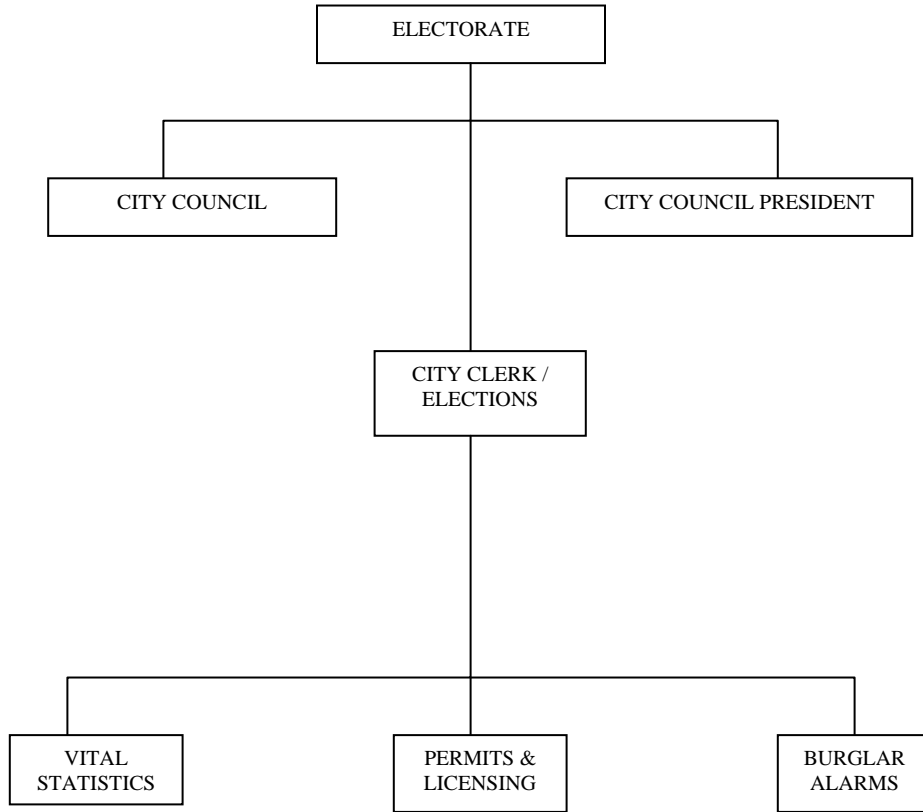 ELECTORATE
CITY COUNCIL
CITY COUNCIL PRESIDENT
CITY CLERK /
ELECTIONS
VITAL
STATISTICS
PERMITS &
LICENSING
BURGLAR
ALARMS